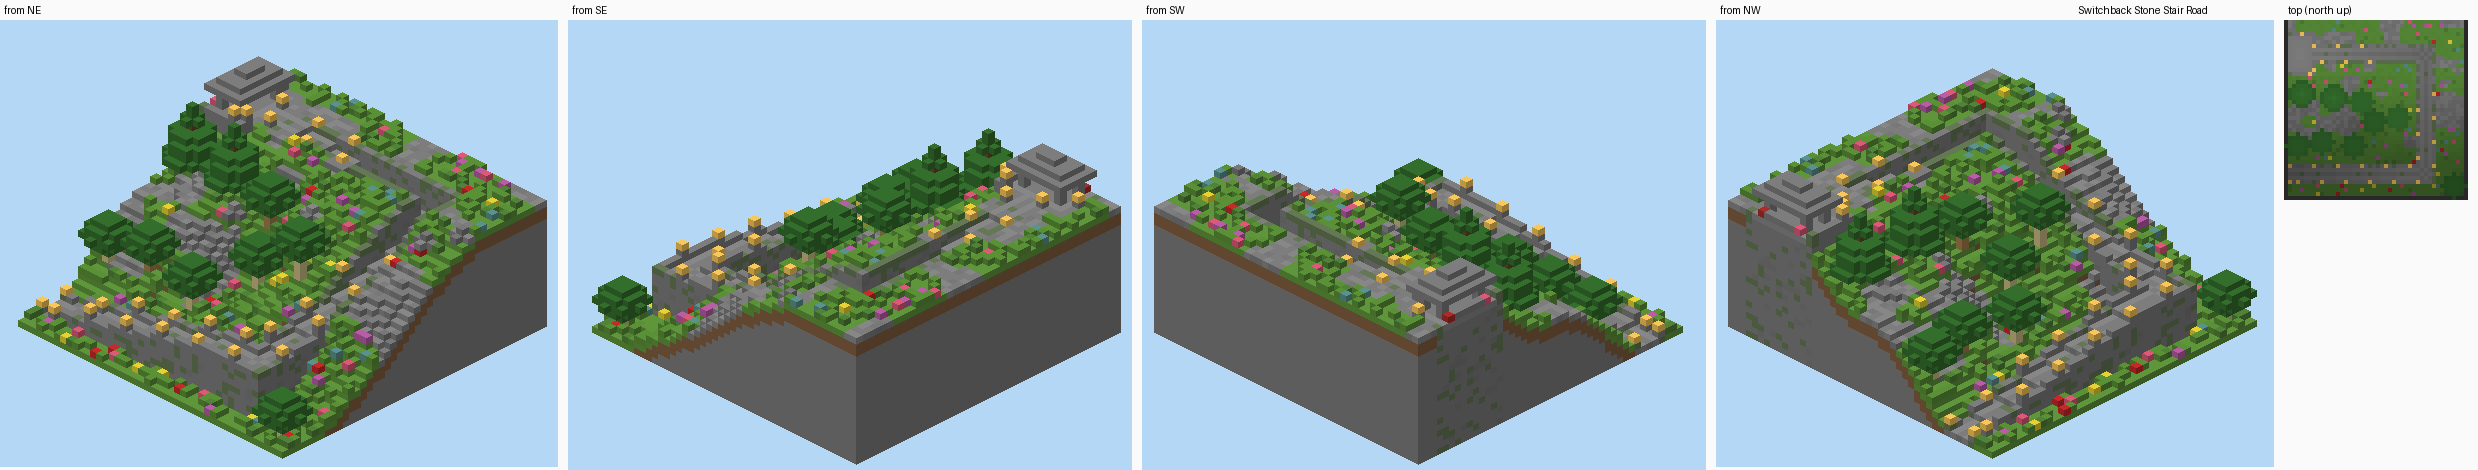 from NE
from SE
from SW
from NW
Switchback Stone Stair Road
top (north up)